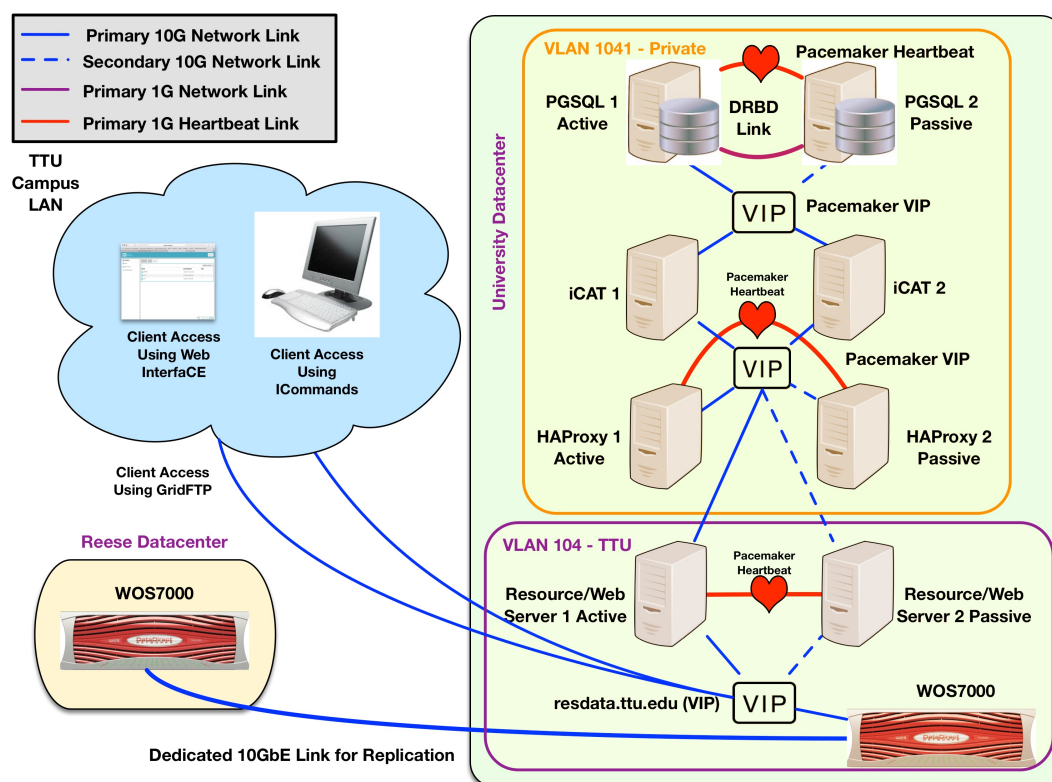 Primary 10G Network Link
Secondary 10G Network Link
Primary 1G Network Link
Primary 1G Heartbeat Link
TTU
Campus
LAN
Client Access
Using Web
InterfaCE
Client Access
Using
ICommands
Client Access
Using GridFTP
Reese Datacenter
WOS7000
Dedicated 10GbE Link for Replication
University Datacenter
VLAN 1041 - Private
Pacemaker Heartbeat
PGSQL 1
Active
DRBD
Link
PGSQL 2
Passive
VIP
Pacemaker VIP
iCAT 1
Pacemaker
Heartbeat
iCAT 2
VIP
Pacemaker VIP
HAProxy 1
Active
HAProxy 2
Passive
VLAN 104 - TTU
Pacemaker
Heartbeat
Resource/Web
Server 1 Active
Resource/Web
Server 2 Passive
resdata.ttu.edu (VIP)
VIP
WOS7000